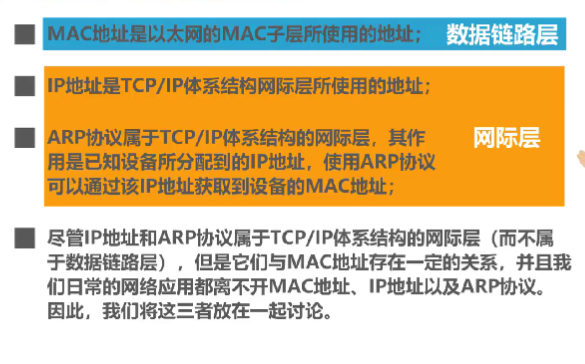 MAC地址是以太网的MAC子层所使用的地址；
数据链路层
IP地址是TCP/IP体系结构网际层所使用的地址；
ARP协议属于TCP/IP体系结构的网际层，其作
用是已知设备所分配到的IP地址，使用ARP协议
可以通过该IP地址获取到设备的MAC地址；
网际层
尽管IP地址和ARP协议属于TCP/IP体系结构的网际层（而不属
于数据链路层），但是它们与MAC地址存在一定的关系，并且我
们日常的网络应用都离不开MAC地址、IP地址以及ARP协议。
因此，我们将这三者放在一起讨论。